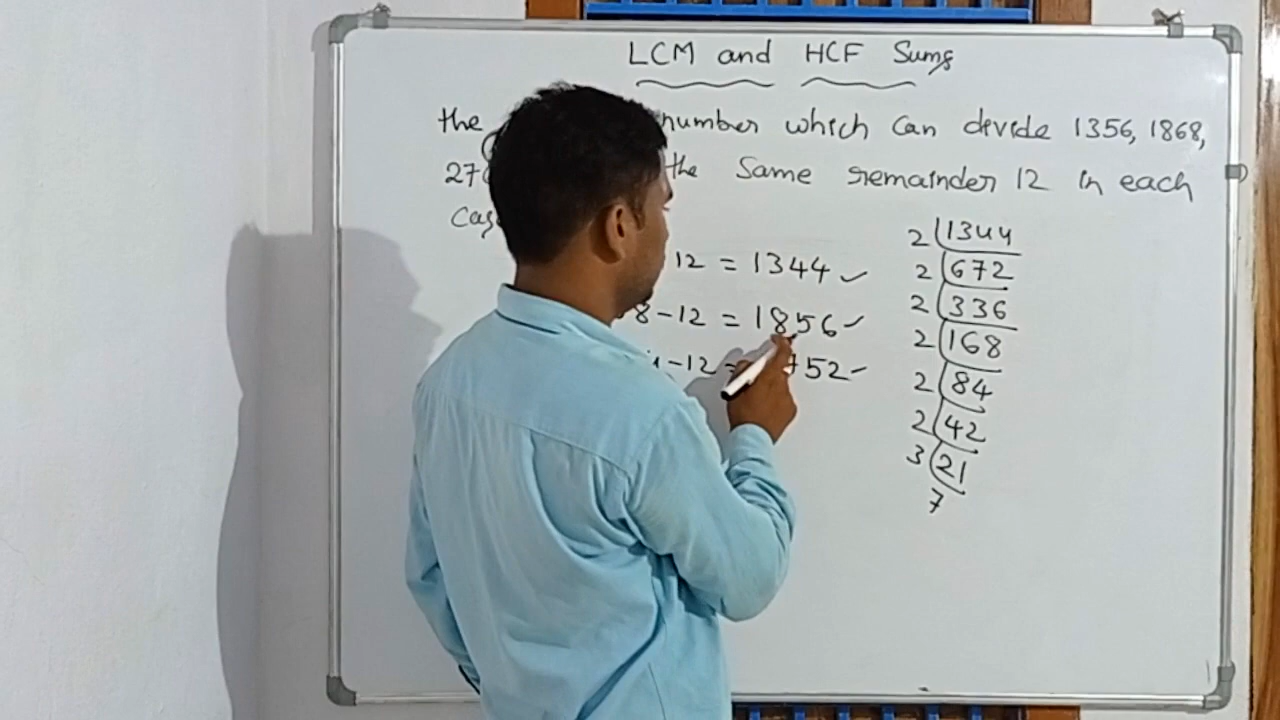 LCM and HCF Sums
the number which can devide 1356, 1868,
27 the same remainder 12 in each
12 = 1344 ✓
8 - 12 = 1856 ✓
- 12 = 752 ✓
2 | 1344
2 | 672
2 | 336
2 | 168
2 | 84
2 | 42
3 | 21
7